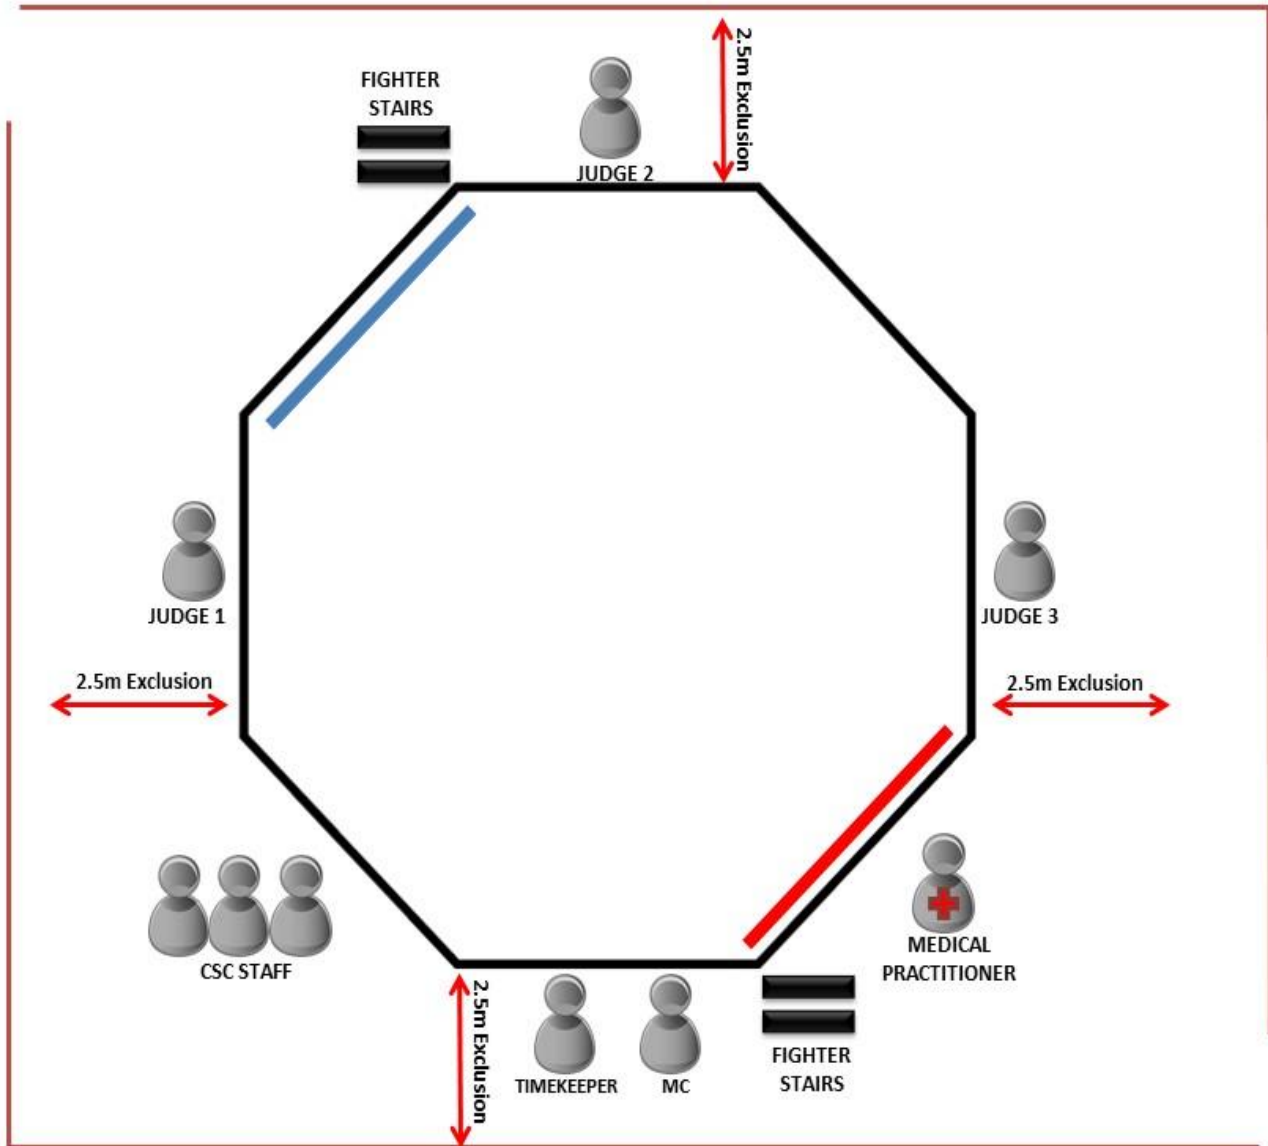 2.5m Exclusion
FIGHTER
STAIRS
JUDGE 2
JUDGE 1
JUDGE 3
2.5m Exclusion
2.5m Exclusion
CSC STAFF
MEDICAL
PRACTITIONER
2.5m Exclusion
TIMEKEEPER
MC
FIGHTER
STAIRS